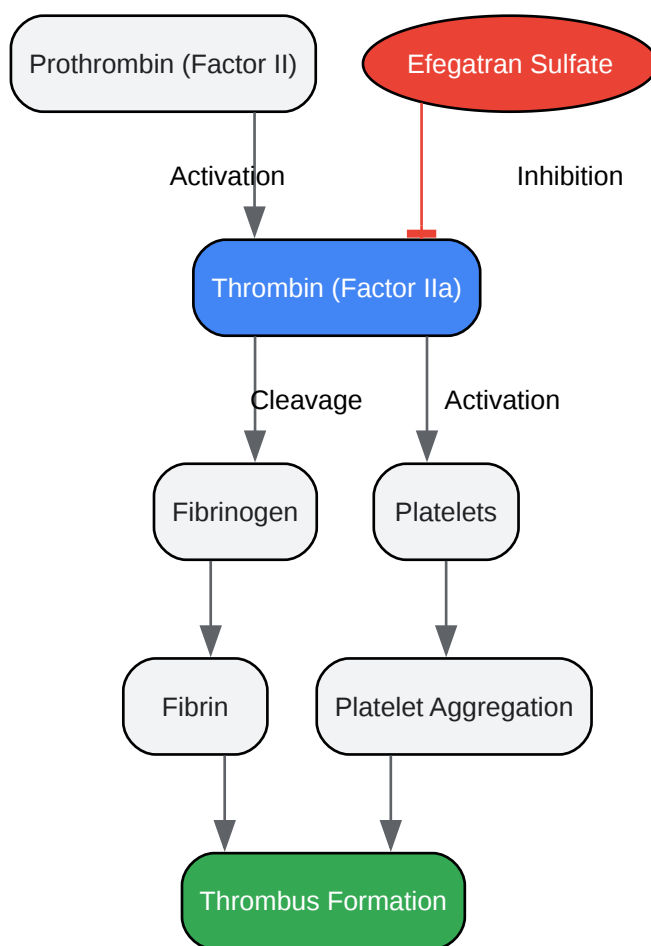 Prothrombin (Factor II)
Efegatran Sulfate
Activation
Inhibition
Thrombin (Factor IIa)
Cleavage
Activation
Fibrinogen
Platelets
Fibrin
Platelet Aggregation
Thrombus Formation